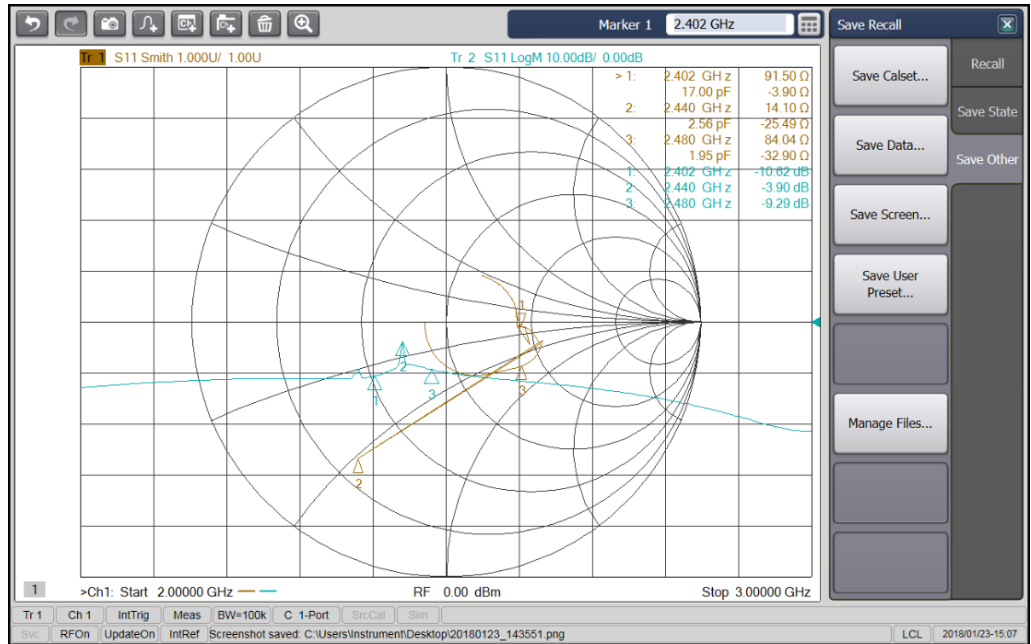 Marker 1 2.402 GHz
Save Recall
Tr 1 S11 Smith 1.000U/ 1.00U
Tr 2 S11 LogM 10.00dB/ 0.00dB
> 1: 2.402 GHz 91.50 Ω
17.00 pF -3.90 Ω
2: 2.440 GHz 14.10 Ω
2.56 pF -25.49 Ω
3: 2.480 GHz 84.04 Ω
1.95 pF -32.90 Ω
1: 2.402 GHz -10.62 dB
2: 2.440 GHz -3.90 dB
3: 2.480 GHz -9.29 dB
1
2
1
3
3
2
1
>Ch1: Start 2.00000 GHz
RF 0.00 dBm
Stop 3.00000 GHz
Save Calset...
Save Data...
Save Screen...
Save User
Preset...
Manage Files...
Recall
Save State
Save Other
Tr 1 Ch 1 IntTrig Meas BW=100k C 1-Port SrcCal Sim
Svc RFOn UpdateOn IntRef Screenshot saved: C:\Users\Instrument\Desktop\20180123_143551.png LCL 2018/01/23-15:07